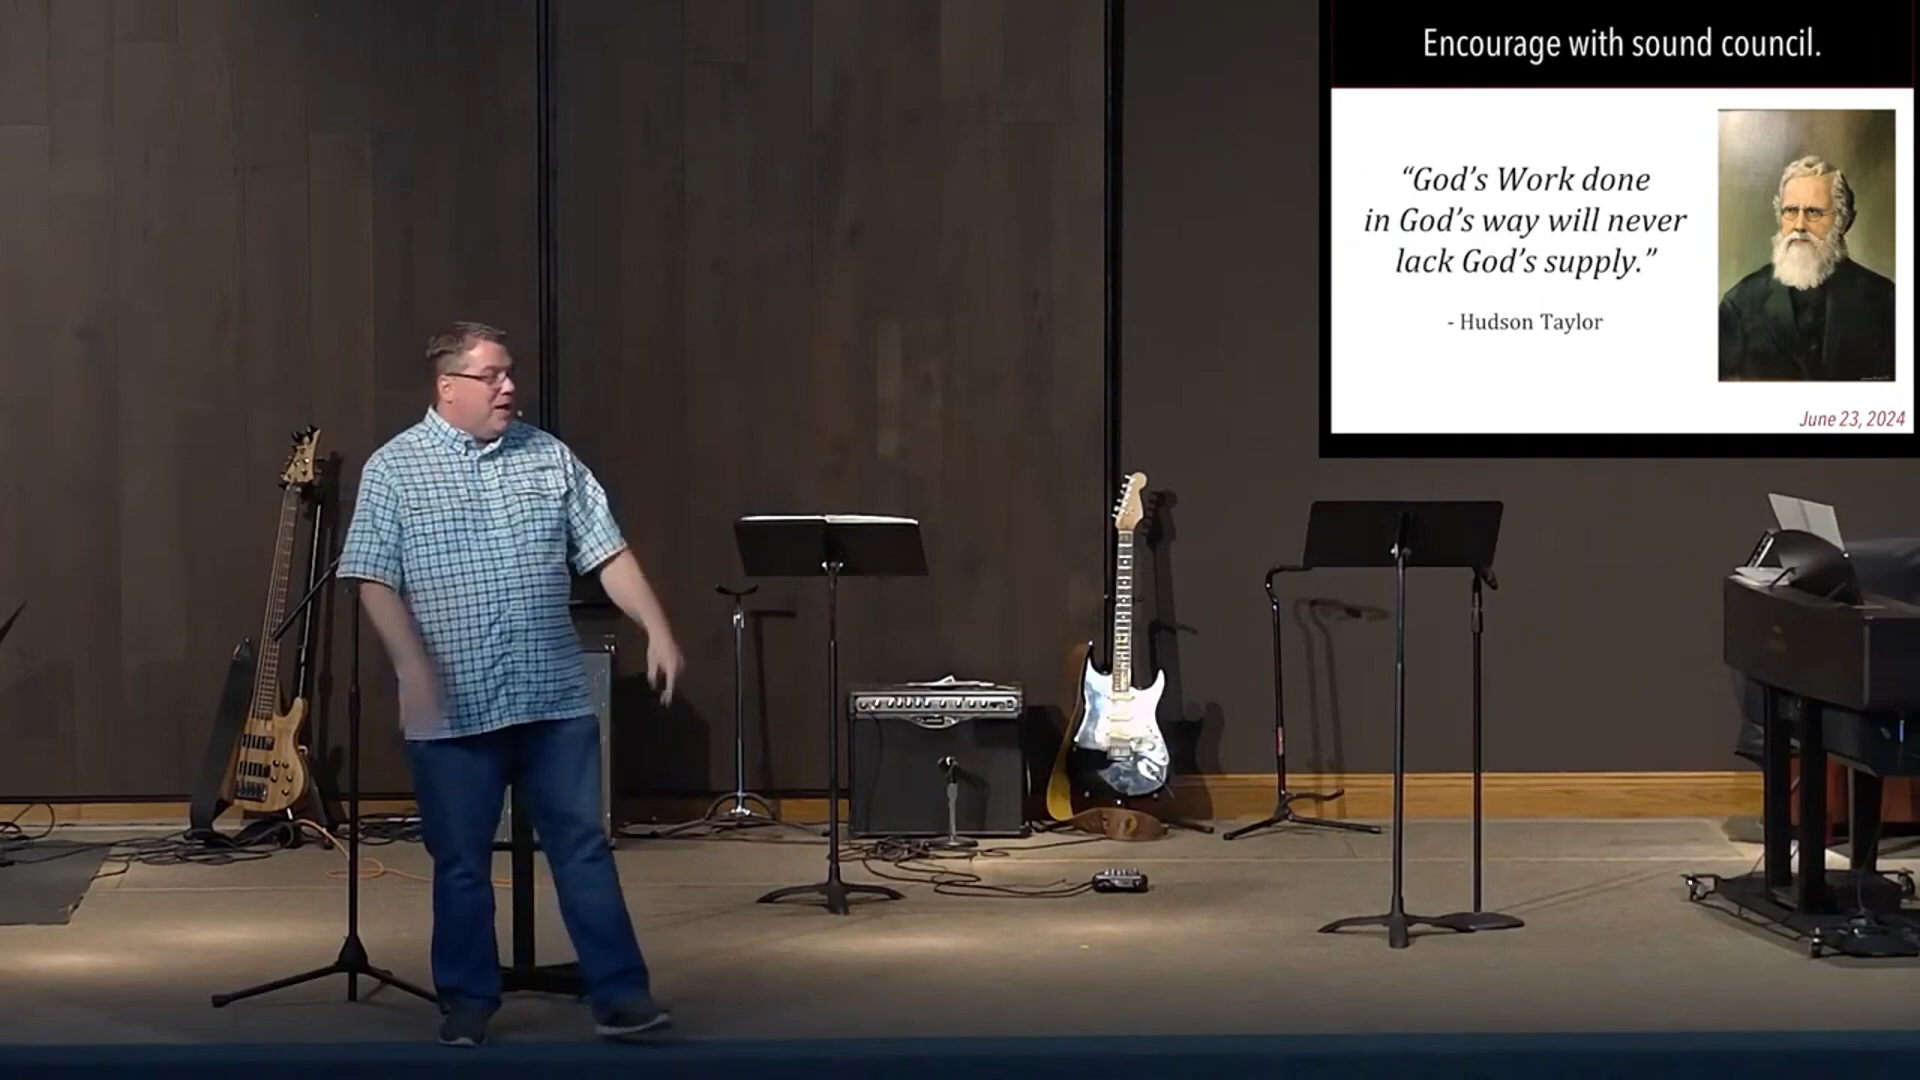 Encourage with sound council.
“God’s Work done
in God’s way will never
lack God’s supply.”
- Hudson Taylor
June 23, 2024